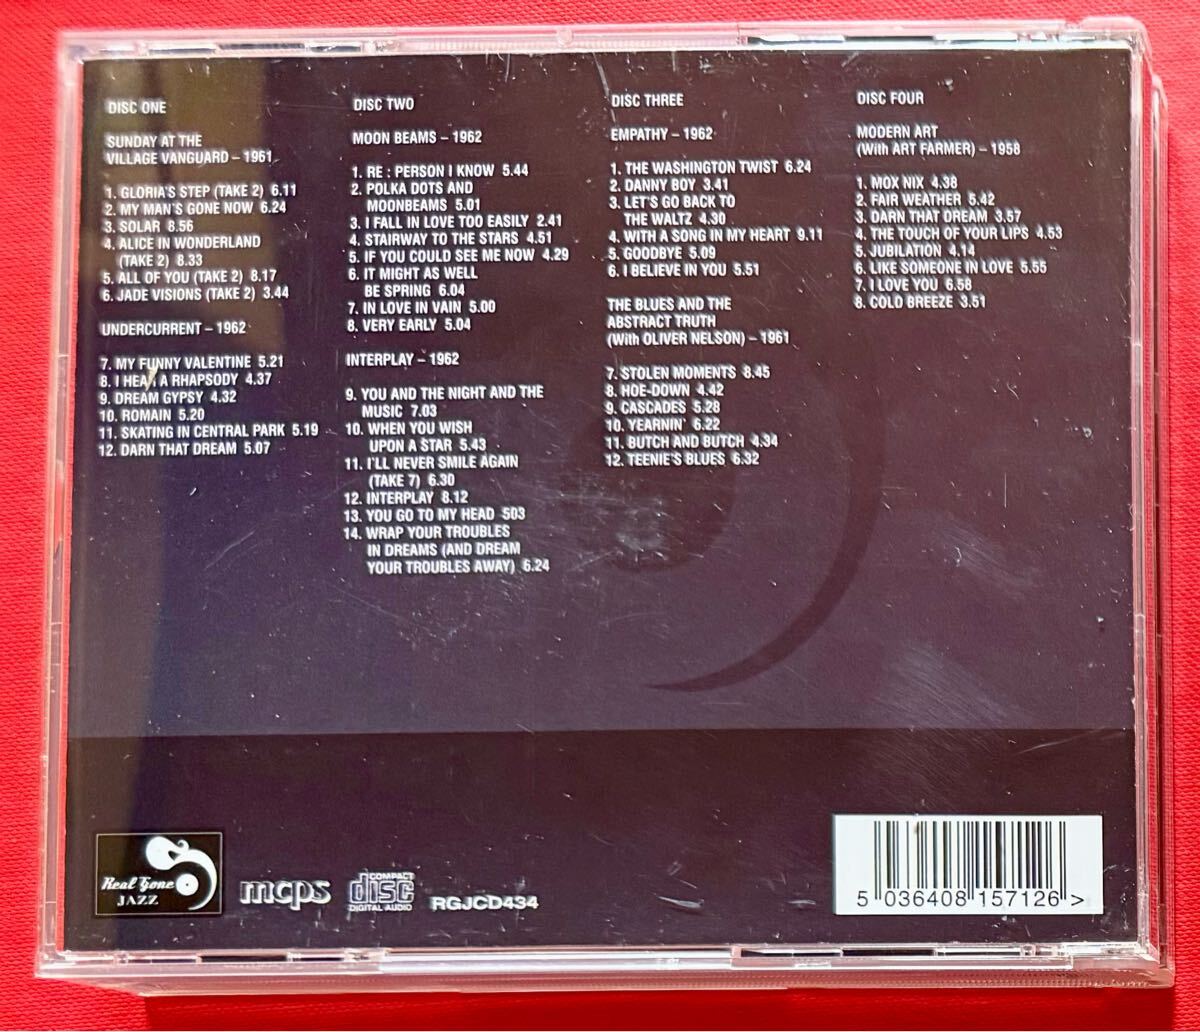 DISC ONE
SUNDAY AT THE
VILLAGE VANGUARD – 1961
1. GLORIA'S STEP (TAKE 2) 6.11
2. MY MAN'S GONE NOW 6.24
3. SOLAR 8.56
4. ALICE IN WONDERLAND
(TAKE 2) 8.33
5. ALL OF YOU (TAKE 2) 8.17
6. JADE VISIONS (TAKE 2) 3.44
UNDERCURRENT – 1962
7. MY FUNNY VALENTINE 5.21
8. I HEAR A RHAPSODY 4.37
9. DREAM GYPSY 4.32
10. ROMAIN 5.20
11. SKATING IN CENTRAL PARK 5.19
12. DARN THAT DREAM 5.07
DISC TWO
MOON BEAMS – 1962
1. RE : PERSON I KNOW 5.44
2. POLKA DOTS AND
MOONBEAMS 5.01
3. I FALL IN LOVE TOO EASILY 2.41
4. STAIRWAY TO THE STARS 4.51
5. IF YOU COULD SEE ME NOW 4.29
6. IT MIGHT AS WELL
BE SPRING 6.04
7. IN LOVE IN VAIN 5.00
8. VERY EARLY 5.04
INTERPLAY – 1962
9. YOU AND THE NIGHT AND THE
MUSIC 7.03
10. WHEN YOU WISH
UPON A STAR 5.43
11. I'LL NEVER SMILE AGAIN
(TAKE 7) 6.30
12. INTERPLAY 8.12
13. YOU GO TO MY HEAD 503
14. WRAP YOUR TROUBLES
IN DREAMS (AND DREAM
YOUR TROUBLES AWAY) 6.24
DISC THREE
EMPATHY – 1962
1. THE WASHINGTON TWIST 6.24
2. DANNY BOY 3.41
3. LET'S GO BACK TO
THE WALTZ 4.30
4. WITH A SONG IN MY HEART 9.11
5. GOODBYE 5.09
6. I BELIEVE IN YOU 5.51
THE BLUES AND THE
ABSTRACT TRUTH
(With OLIVER NELSON) – 1961
7. STOLEN MOMENTS 8.45
8. HOE-DOWN 4.42
9. CASCADES 5.28
10. YEARNIN' 6.22
11. BUTCH AND BUTCH 4.34
12. TEENIE'S BLUES 6.32
DISC FOUR
MODERN ART
(With ART FARMER) – 1958
1. MOX NIX 4.38
2. FAIR WEATHER 5.42
3. DARN THAT DREAM 3.57
4. THE TOUCH OF YOUR LIPS 4.53
5. JUBILATION 4.14
6. LIKE SOMEONE IN LOVE 5.55
7. I LOVE YOU 6.58
8. COLD BREEZE 3.51
Real Gone
JAZZ
mcps
COMPACT
disc
DIGITAL AUDIO
RGJCD434
5 036408 157126 >